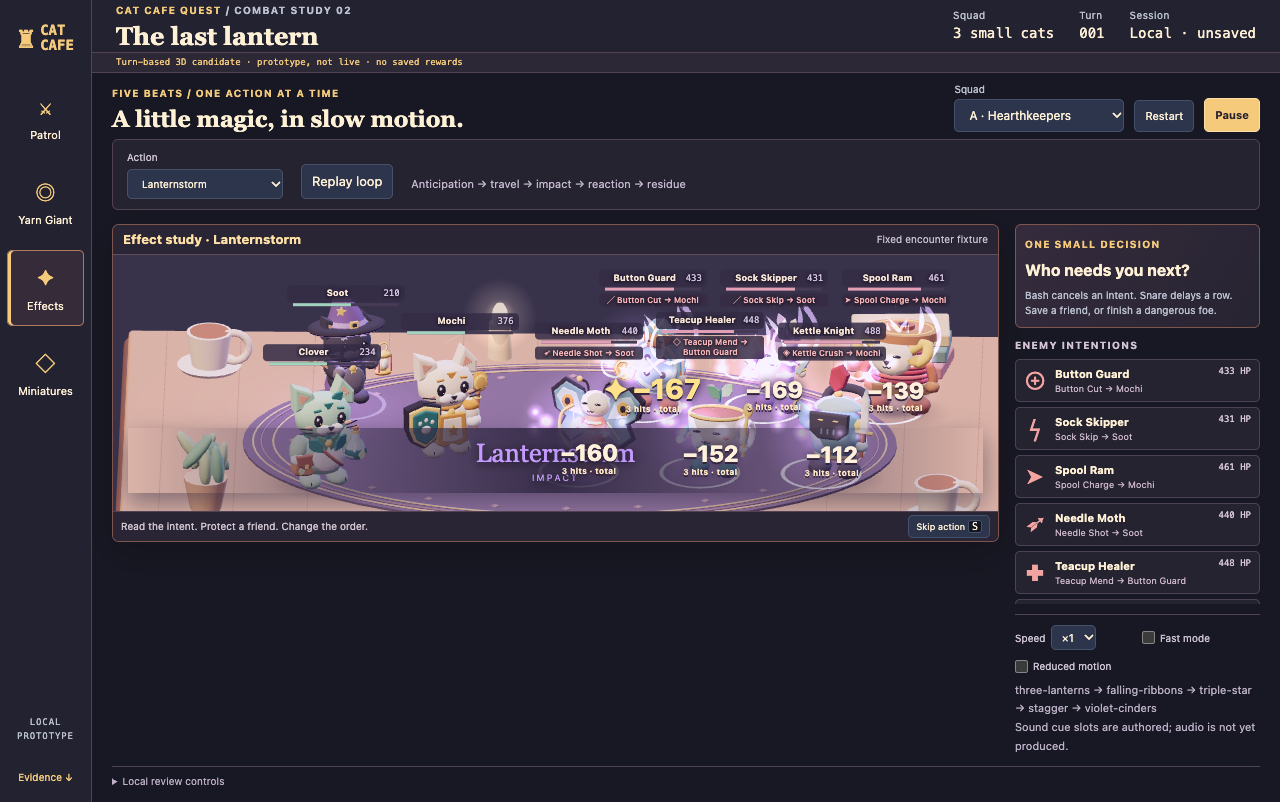 CAT
CAFE
Patrol
Yarn Giant
Effects
Miniatures
LOCAL
PROTOTYPE
Evidence ↓
CAT CAFE QUEST / COMBAT STUDY 02
The last lantern
Squad
3 small cats
Turn
001
Session
Local · unsaved
Turn-based 3D candidate · prototype, not live · no saved rewards
FIVE BEATS / ONE ACTION AT A TIME
A little magic, in slow motion.
Squad
A · Hearthkeepers
Restart
Pause
Action
Lanternstorm
Replay loop
Anticipation → travel → impact → reaction → residue
Effect study · Lanternstorm
Fixed encounter fixture
Soot 210
Mochi 376
Clover 234
Button Guard 433
Button Cut → Mochi
Sock Skipper 431
Sock Skip → Soot
Spool Ram 461
Spool Charge → Mochi
Needle Moth 440
Needle Shot → Soot
Teacup Healer 448
Teacup Mend →
Button Guard
Kettle Knight 488
Kettle Crush → Mochi
−167
3 hits · total
−169
3 hits · total
−139
3 hits · total
−160
3 hits · total
−152
3 hits · total
−112
3 hits · total
IMPACT
Read the intent. Protect a friend. Change the order.
Skip action S
ONE SMALL DECISION
Who needs you next?
Bash cancels an intent. Snare delays a row.
Save a friend, or finish a dangerous foe.
ENEMY INTENTIONS
Button Guard 433 HP
Button Cut → Mochi
Sock Skipper 431 HP
Sock Skip → Soot
Spool Ram 461 HP
Spool Charge → Mochi
Needle Moth 440 HP
Needle Shot → Soot
Teacup Healer 448 HP
Teacup Mend → Button Guard
Speed ×1 Fast mode
Reduced motion
three-lanterns → falling-ribbons → triple-star
→ stagger → violet-cinders
Sound cue slots are authored; audio is not yet
produced.
Local review controls